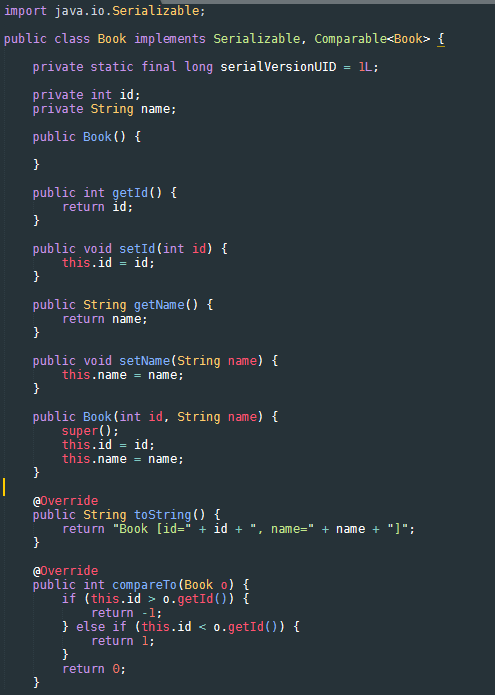 import java.io.Serializable;
public class Book implements Serializable, Comparable<Book> {
private static final long serialVersionUID = 1L;
private int id;
private String name;
public Book() {
}
public int getId() {
return id;
}
public void setId(int id) {
this.id = id;
}
public String getName() {
return name;
}
public void setName(String name) {
this.name = name;
}
public Book(int id, String name) {
super();
this.id = id;
this.name = name;
}
@Override
public String toString() {
return "Book [id=" + id + ", name=" + name + "]";
}
@Override
public int compareTo(Book o) {
if (this.id > o.getId()) {
return -1;
} else if (this.id < o.getId()) {
return 1;
}
return 0;
}